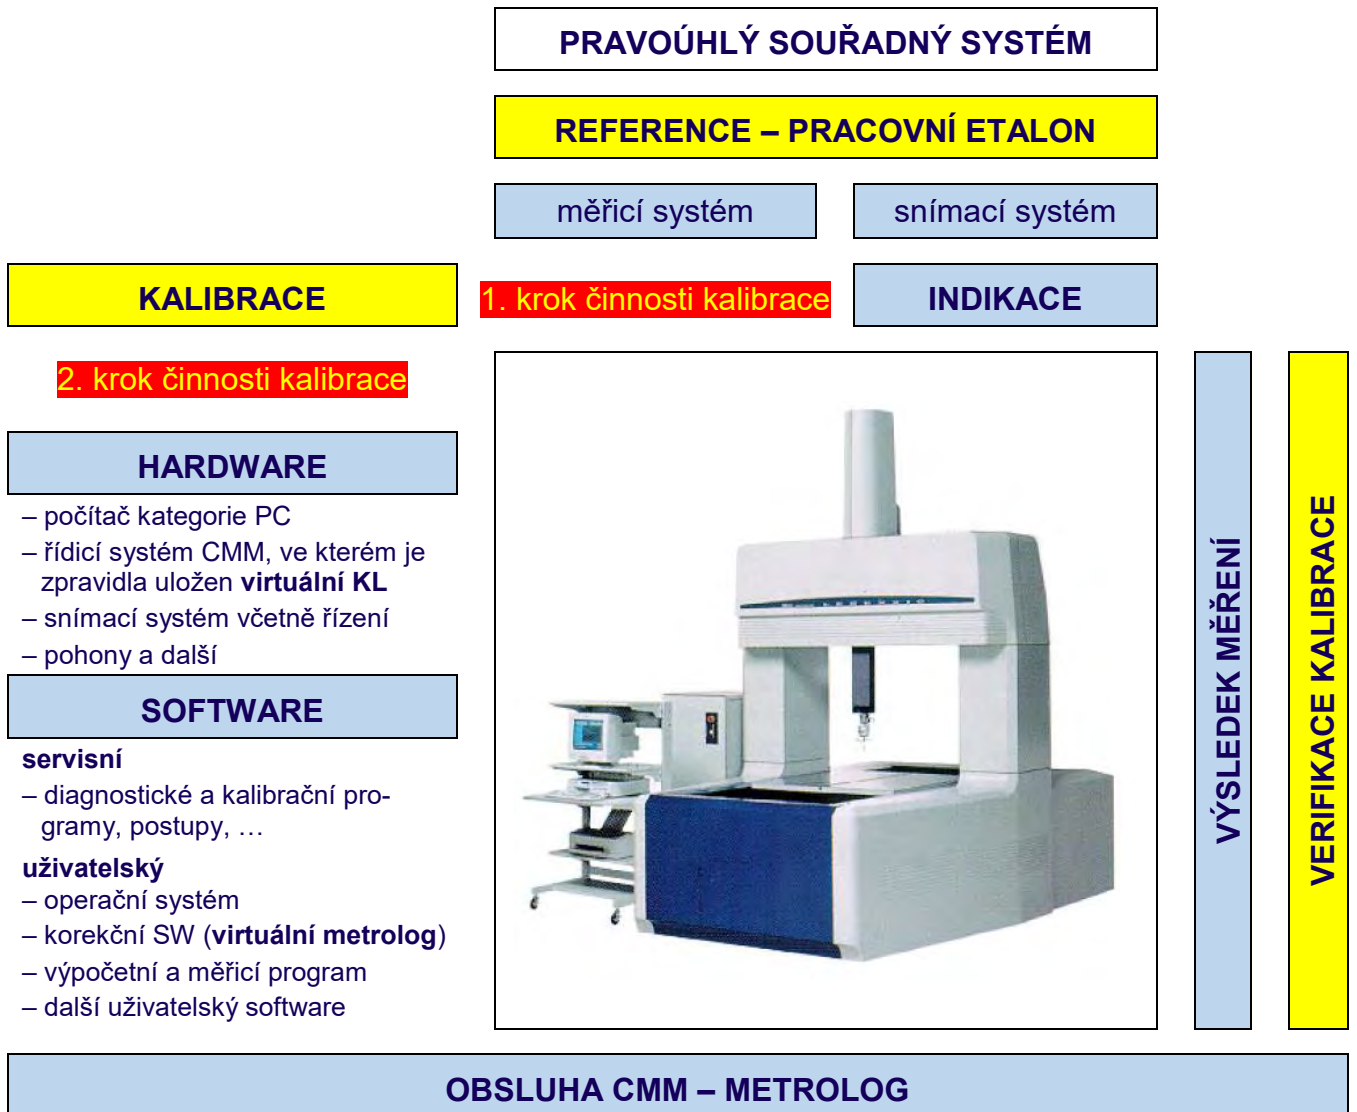 PRAVOÚHLÝ SOUŘADNÝ SYSTÉM
REFERENCE – PRACOVNÍ ETALON
měřicí systém
snímací systém
KALIBRACE
1. krok činnosti kalibrace
INDIKACE
2. krok činnosti kalibrace
HARDWARE
– počítač kategorie PC
– řídicí systém CMM, ve kterém je
zpravidla uložen virtuální KL
– snímací systém včetně řízení
– pohony a další
SOFTWARE
servisní
– diagnostické a kalibrační pro-
gramy, postupy, …
uživatelský
– operační systém
– korekční SW (virtuální metrolog)
– výpočetní a měřicí program
– další uživatelský software
VÝSLEDEK MĚŘENÍ
VERIFIKACE KALIBRACE
OBSLUHA CMM – METROLOG